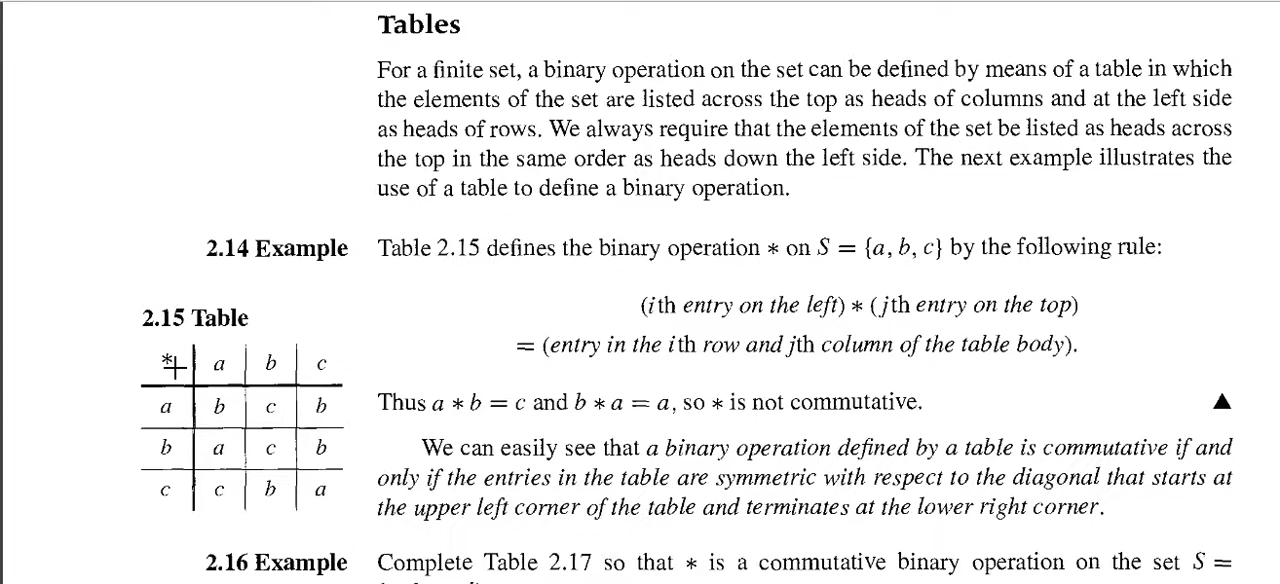 Tables
For a finite set, a binary operation on the set can be defined by means of a table in which
the elements of the set are listed across the top as heads of columns and at the left side
as heads of rows. We always require that the elements of the set be listed as heads across
the top in the same order as heads down the left side. The next example illustrates the
use of a table to define a binary operation.
2.14 Example Table 2.15 defines the binary operation * on S = {a, b, c} by the following rule:
(ith entry on the left) * (jth entry on the top)
= (entry in the ith row and jth column of the table body).
Thus a * b = c and b * a = a, so * is not commutative. ▲
2.15 Table
* a b c
a b c b
b a c b
c c b a
We can easily see that a binary operation defined by a table is commutative if and
only if the entries in the table are symmetric with respect to the diagonal that starts at
the upper left corner of the table and terminates at the lower right corner.
2.16 Example Complete Table 2.17 so that * is a commutative binary operation on the set S =